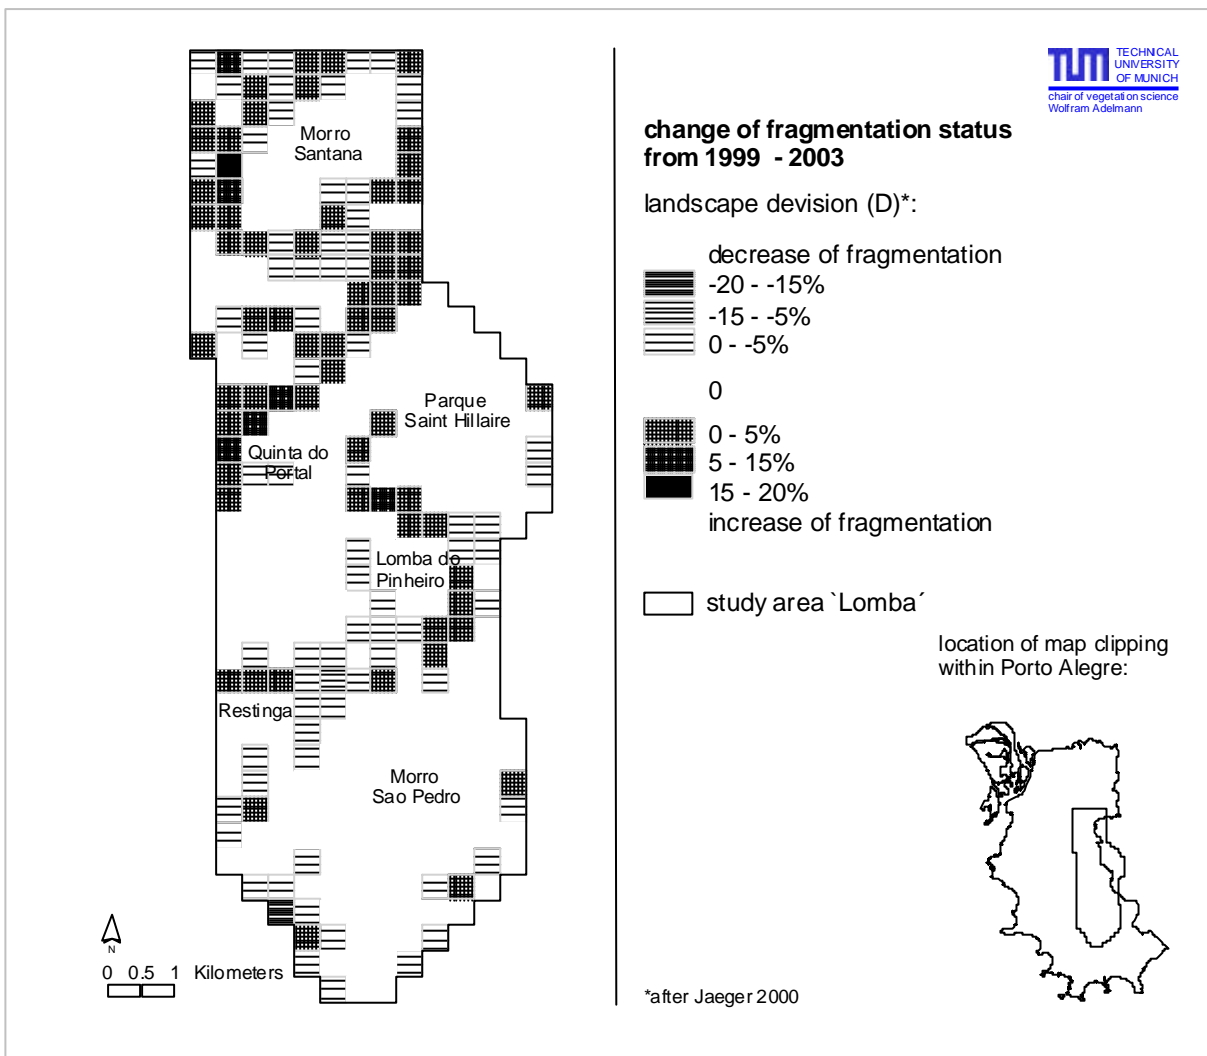 TUM
TECHNICAL
UNIVERSITY
OF MUNICH
chair of vegetation science
Wolfram Adelmann
change of fragmentation status
from 1999 - 2003
landscape devision (D)*:
decrease of fragmentation
-20 - -15%
-15 - -5%
0 - -5%
0
0 - 5%
5 - 15%
15 - 20%
increase of fragmentation
study area `Lomba´
location of map clipping
within Porto Alegre:
*after Jaeger 2000
Morro
Santana
Parque
Saint Hillaire
Quinta do
Portal
Lomba do
Pinheiro
Restinga
Morro
Sao Pedro
N
0 0.5 1 Kilometers